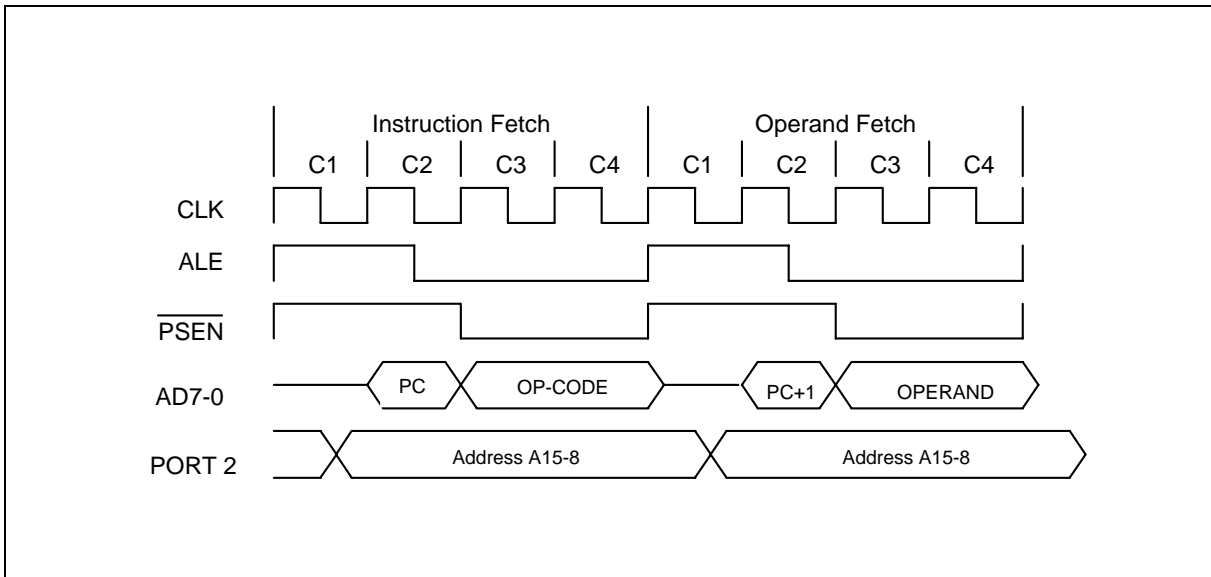 Instruction Fetch Operand Fetch
C1 C2 C3 C4 C1 C2 C3 C4
CLK
ALE
PSEN
AD7-0 PC OP-CODE PC+1 OPERAND
PORT 2 Address A15-8 Address A15-8